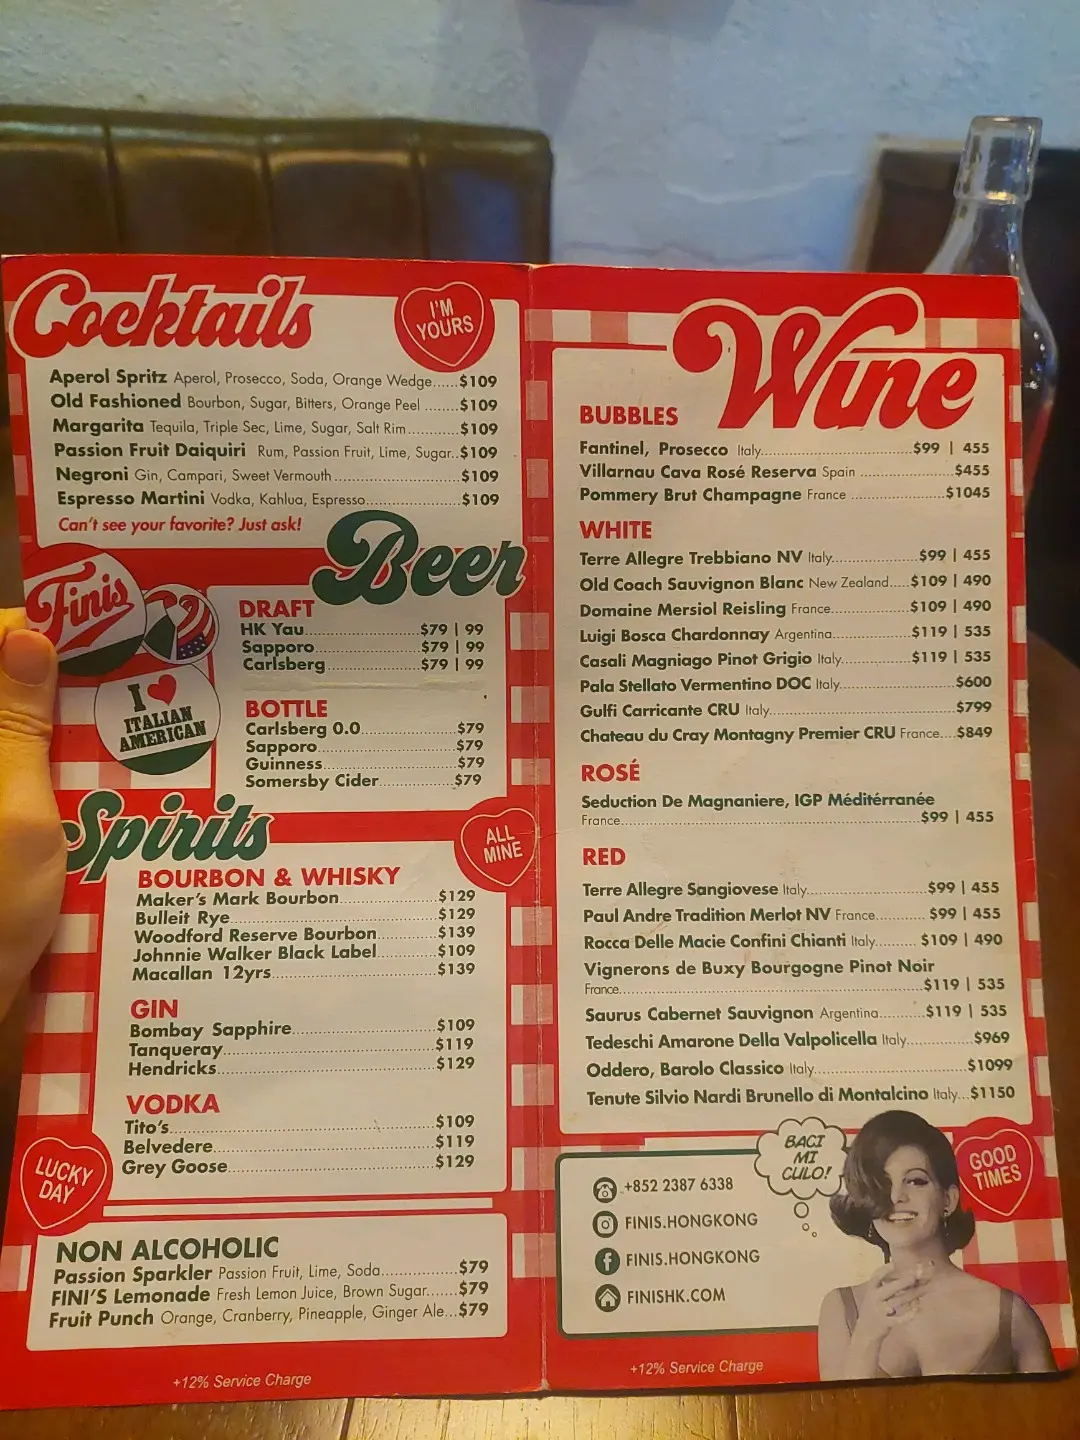 Cocktails
I'M
YOURS
Aperol Spritz Aperol, Prosecco, Soda, Orange Wedge.....$109
Old Fashioned Bourbon, Sugar, Bitters, Orange Peel ........$109
Margarita Tequila, Triple Sec, Lime, Sugar, Salt Rim............$109
Passion Fruit Daiquiri Rum, Passion Fruit, Lime, Sugar..$109
Negroni Gin, Campari, Sweet Vermouth.............................$109
Espresso Martini Vodka, Kahlua, Espresso.....................$109
Can't see your favorite? Just ask!
Beer
Finis
I
ITALIAN
AMERICAN
DRAFT
HK Yau..........................$79 | 99
Sapporo........................$79 | 99
Carlsberg.....................$79 | 99
BOTTLE
Carlsberg 0.0.....................$79
Sapporo...............................$79
Guinness..............................$79
Somersby Cider.................$79
Spirits
ALL
MINE
BOURBON & WHISKY
Maker's Mark Bourbon.....................$129
Bulleit Rye..............................................$129
Woodford Reserve Bourbon.............$139
Johnnie Walker Black Label.............$109
Macallan 12yrs.....................................$139
GIN
Bombay Sapphire................................$109
Tanqueray...............................................$119
Hendricks................................................$129
VODKA
Tito's..........................................................$109
Belvedere.................................................$119
Grey Goose..............................................$129
LUCKY
DAY
NON ALCOHOLIC
Passion Sparkler Passion Fruit, Lime, Soda.................$79
FINI'S Lemonade Fresh Lemon Juice, Brown Sugar......$79
Fruit Punch Orange, Cranberry, Pineapple, Ginger Ale...$79
+12% Service Charge
Wine
BUBBLES
Fantinel, Prosecco Italy....................................$99 | 455
Villarnau Cava Rosé Reserva Spain ......................$455
Pommery Brut Champagne France ......................$1045
WHITE
Terre Allegre Trebbiano NV Italy.....................$99 | 455
Old Coach Sauvignon Blanc New Zealand.....$109 | 490
Domaine Mersiol Reisling France....................$109 | 490
Luigi Bosca Chardonnay Argentina...................$119 | 535
Casali Magniago Pinot Grigio Italy.................$119 | 535
Pala Stellato Vermentino DOC Italy...........................$600
Gulfi Carricante CRU Italy............................................$799
Chateau du Cray Montagny Premier CRU France....$849
ROSÉ
Seduction De Magnaniere, IGP Méditérranée
France...........................................................................$99 | 455
RED
Terre Allegre Sangiovese Italy............................$99 | 455
Paul Andre Tradition Merlot NV France............$99 | 455
Rocca Delle Macie Confini Chianti Italy.........$109 | 490
Vignerons de Buxy Bourgogne Pinot Noir
France..........................................................................$119 | 535
Saurus Cabernet Sauvignon Argentina..........$119 | 535
Tedeschi Amarone Della Valpolicella Italy................$969
Oddero, Barolo Classico Italy.....................................$1099
Tenute Silvio Nardi Brunello di Montalcino Italy...$1150
BACI
MI
CULO!
GOOD
TIMES
+852 2387 6338
FINIS.HONGKONG
FINIS.HONGKONG
FINISHK.COM
+12% Service Charge